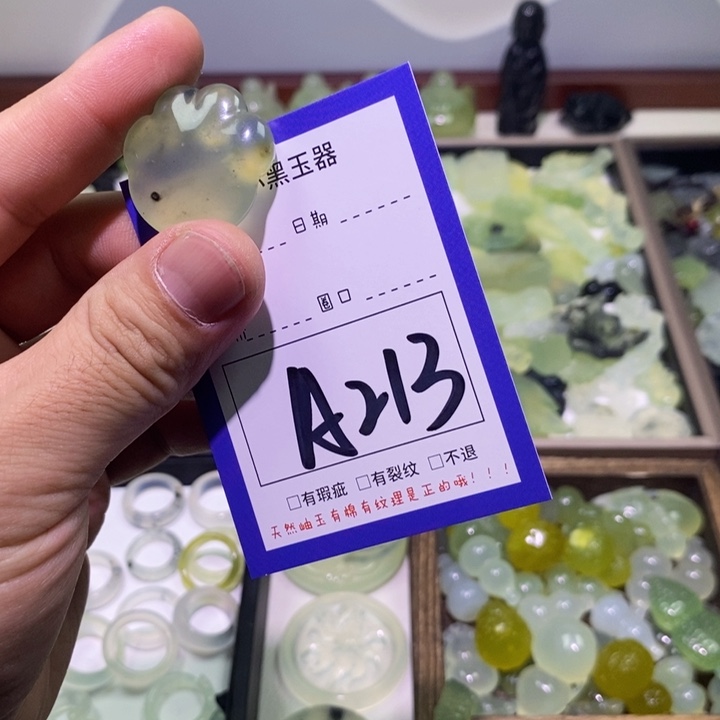 黑玉器
日期
圈口
A213
□有瑕疵 □有裂纹 □不退
天然岫玉有棉有纹理是正的哦！！！